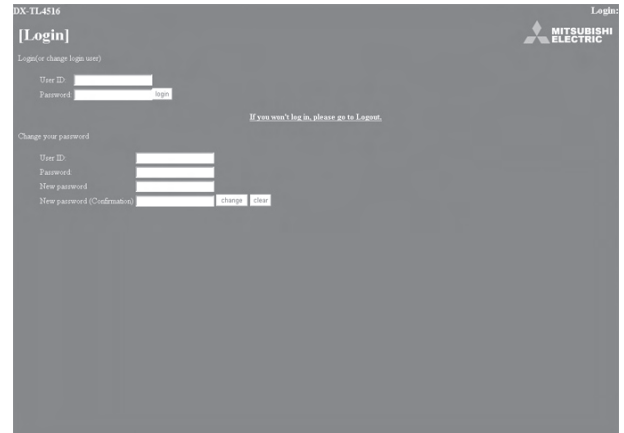 DX-TL4516
Login:
[Login]
MITSUBISHI
ELECTRIC
Login(or change login user)
User ID:
Password: login
If you won't log in, please go to Logout.
Change your password
User ID:
Password:
New password
New password (Confirmation) change clear